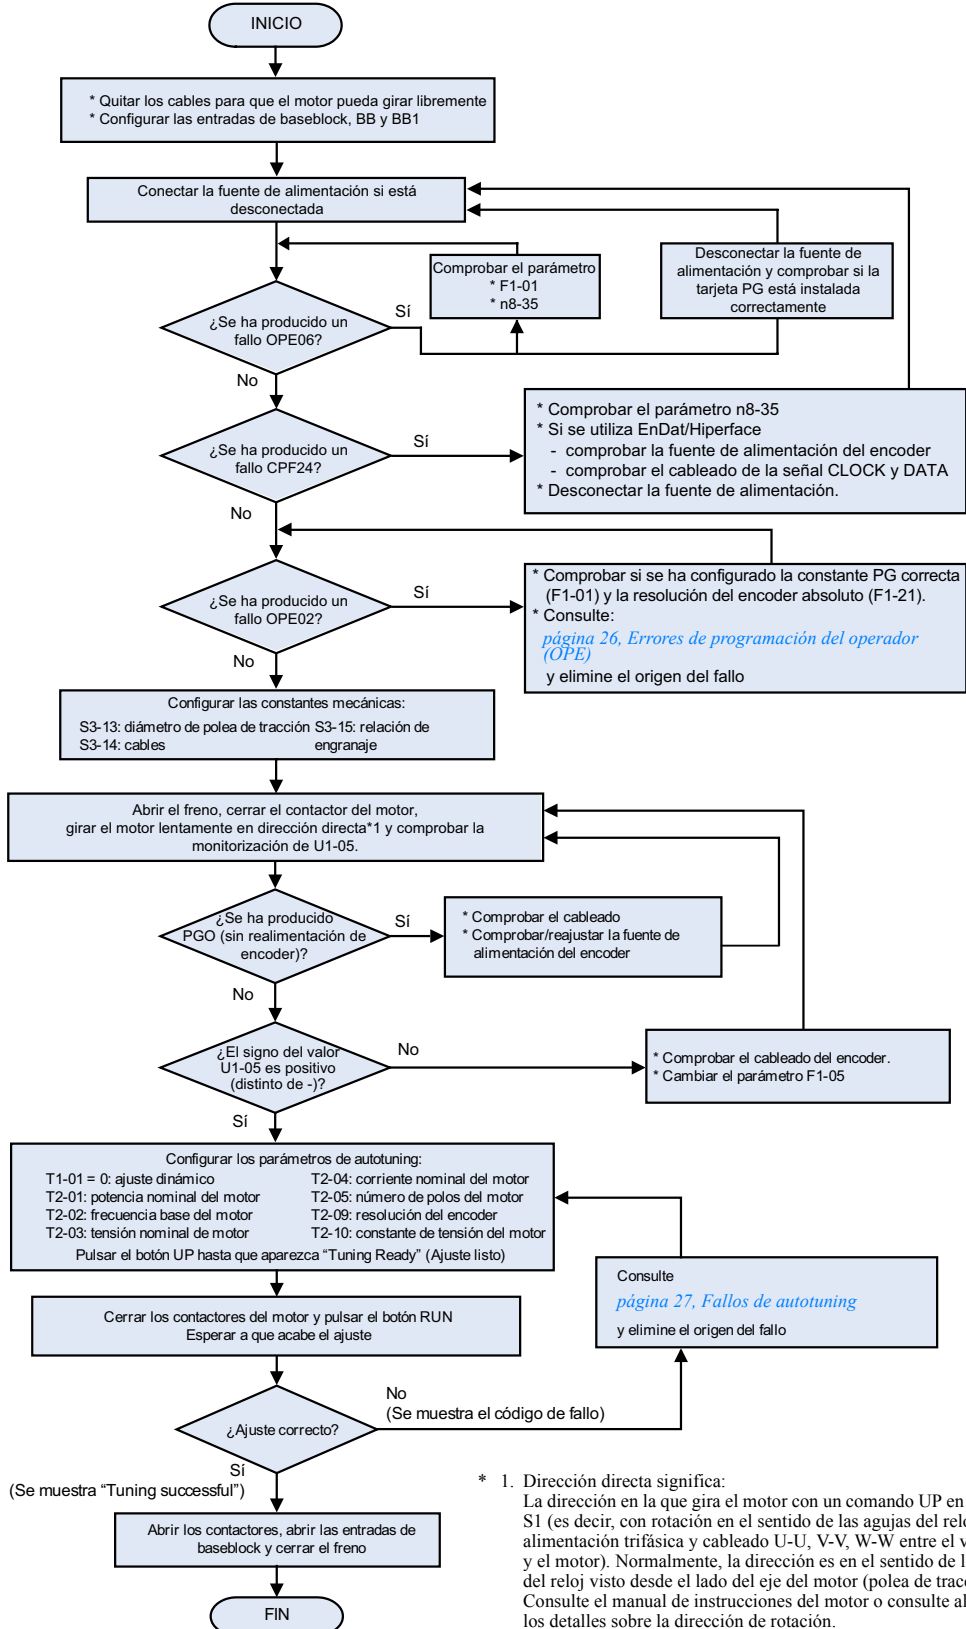 INICIO
* Quitar los cables para que el motor pueda girar libremente
* Configurar las entradas de baseblock, BB y BB1
Conectar la fuente de alimentación si está
desconectada
Comprobar el parámetro
* F1-01
* n8-35
Desconectar la fuente de
alimentación y comprobar si la
tarjeta PG está instalada
correctamente
¿Se ha producido un
fallo OPE06?
Sí
No
¿Se ha producido un
fallo CPF24?
Sí
* Comprobar el parámetro n8-35
* Si se utiliza EnDat/Hiperface
- comprobar la fuente de alimentación del encoder
- comprobar el cableado de la señal CLOCK y DATA
* Desconectar la fuente de alimentación.
No
¿Se ha producido un
fallo OPE02?
Sí
* Comprobar si se ha configurado la constante PG correcta
(F1-01) y la resolución del encoder absoluto (F1-21).
* Consulte:
página 26, Errores de programación del operador
(OPE)
y elimine el origen del fallo
No
Configurar las constantes mecánicas:
S3-13: diámetro de polea de tracción S3-15: relación de
S3-14: cables engranaje
Abrir el freno, cerrar el contactor del motor,
girar el motor lentamente en dirección directa*1 y comprobar la
monitorización de U1-05.
¿Se ha producido
PGO (sin realimentación de
encoder)?
Sí
* Comprobar el cableado
* Comprobar/reajustar la fuente de
alimentación del encoder
No
¿El signo del valor
U1-05 es positivo
(distinto de -)?
No
* Comprobar el cableado del encoder.
* Cambiar el parámetro F1-05
Sí
Configurar los parámetros de autotuning:
T1-01 = 0: ajuste dinámico T2-04: corriente nominal del motor
T2-01: potencia nominal del motor T2-05: número de polos del motor
T2-02: frecuencia base del motor T2-09: resolución del encoder
T2-03: tensión nominal de motor T2-10: constante de tensión del motor
Pulsar el botón UP hasta que aparezca “Tuning Ready” (Ajuste listo)
Consulte
página 27, Fallos de autotuning
y elimine el origen del fallo
Cerrar los contactores del motor y pulsar el botón RUN
Esperar a que acabe el ajuste
¿Ajuste correcto?
No
(Se muestra el código de fallo)
Sí
(Se muestra “Tuning successful”)
Abrir los contactores, abrir las entradas de
baseblock y cerrar el freno
FIN
* 1. Dirección directa significa:
La dirección en la que gira el motor con un comando UP en
S1 (es decir, con rotación en el sentido de las agujas del relo
alimentación trifásica y cableado U-U, V-V, W-W entre el v
y el motor). Normalmente, la dirección es en el sentido de l
del reloj visto desde el lado del eje del motor (polea de trac
Consulte el manual de instrucciones del motor o consulte al
los detalles sobre la dirección de rotación.